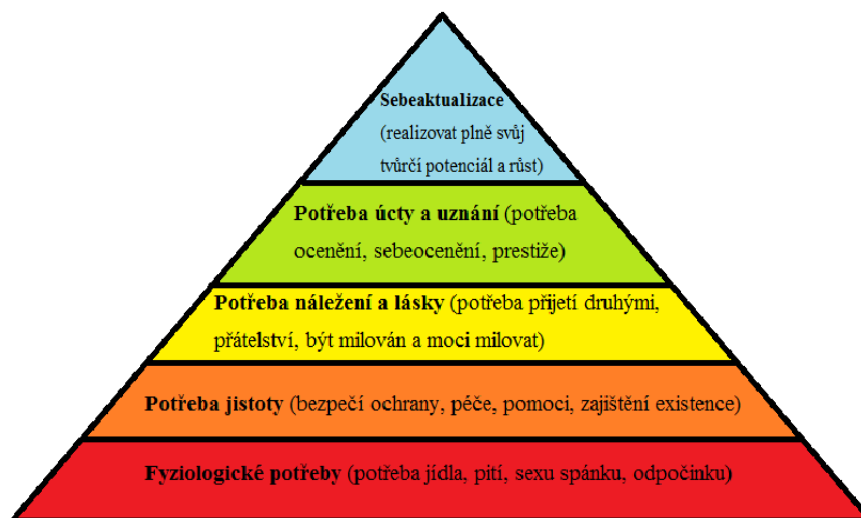 Sebeaktualizace
(realizovat plně svůj
tvůrčí potenciál a růst)
Potřeba úcty a uznání (potřeba
ocenění, sebeocenění, prestiže)
Potřeba náležení a lásky (potřeba přijetí druhými,
přátelství, být milován a moci milovat)
Potřeba jistoty (bezpečí ochrany, péče, pomoci, zajištění existence)
Fyziologické potřeby (potřeba jídla, pití, sexu spánku, odpočinku)